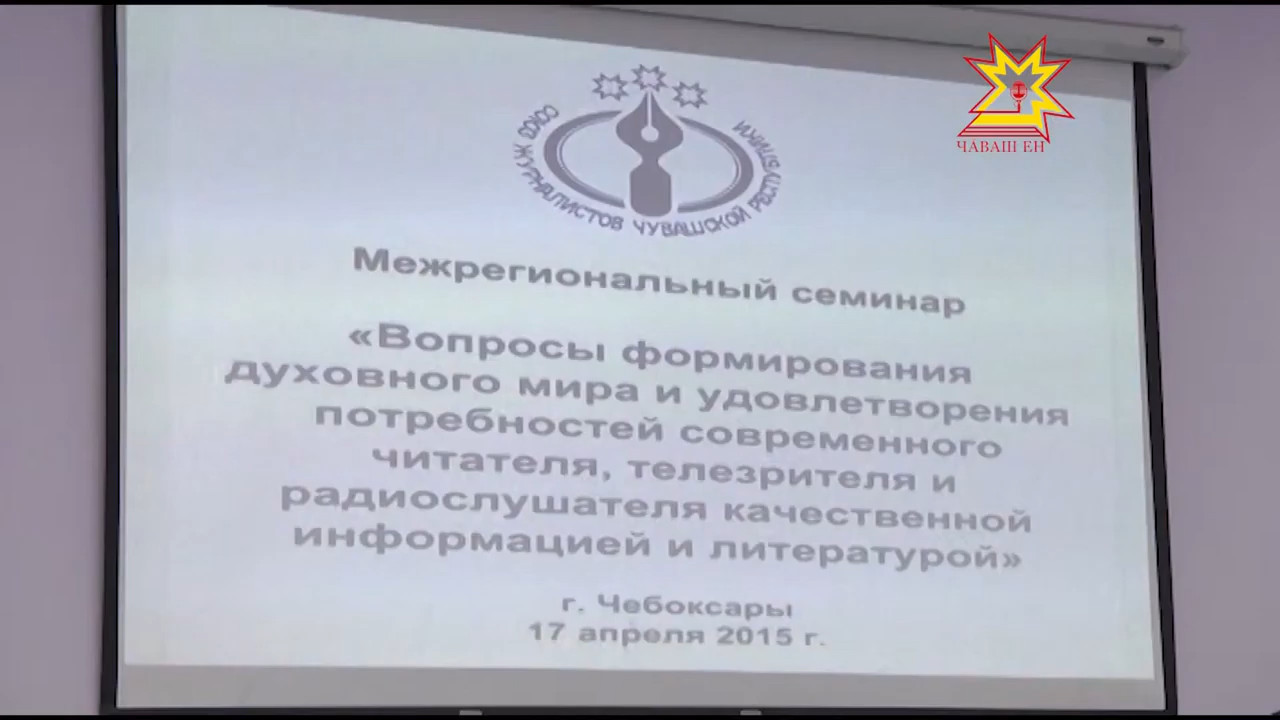 ЧĂВАШ ЕН
СОЮЗ ЖУРНАЛИСТОВ ЧУВАШСКОЙ РЕСПУБЛИКИ
Межрегиональный семинар
«Вопросы формирования
духовного мира и удовлетворения
потребностей современного
читателя, телезрителя и
радиослушателя качественной
информацией и литературой»
г. Чебоксары
17 апреля 2015 г.